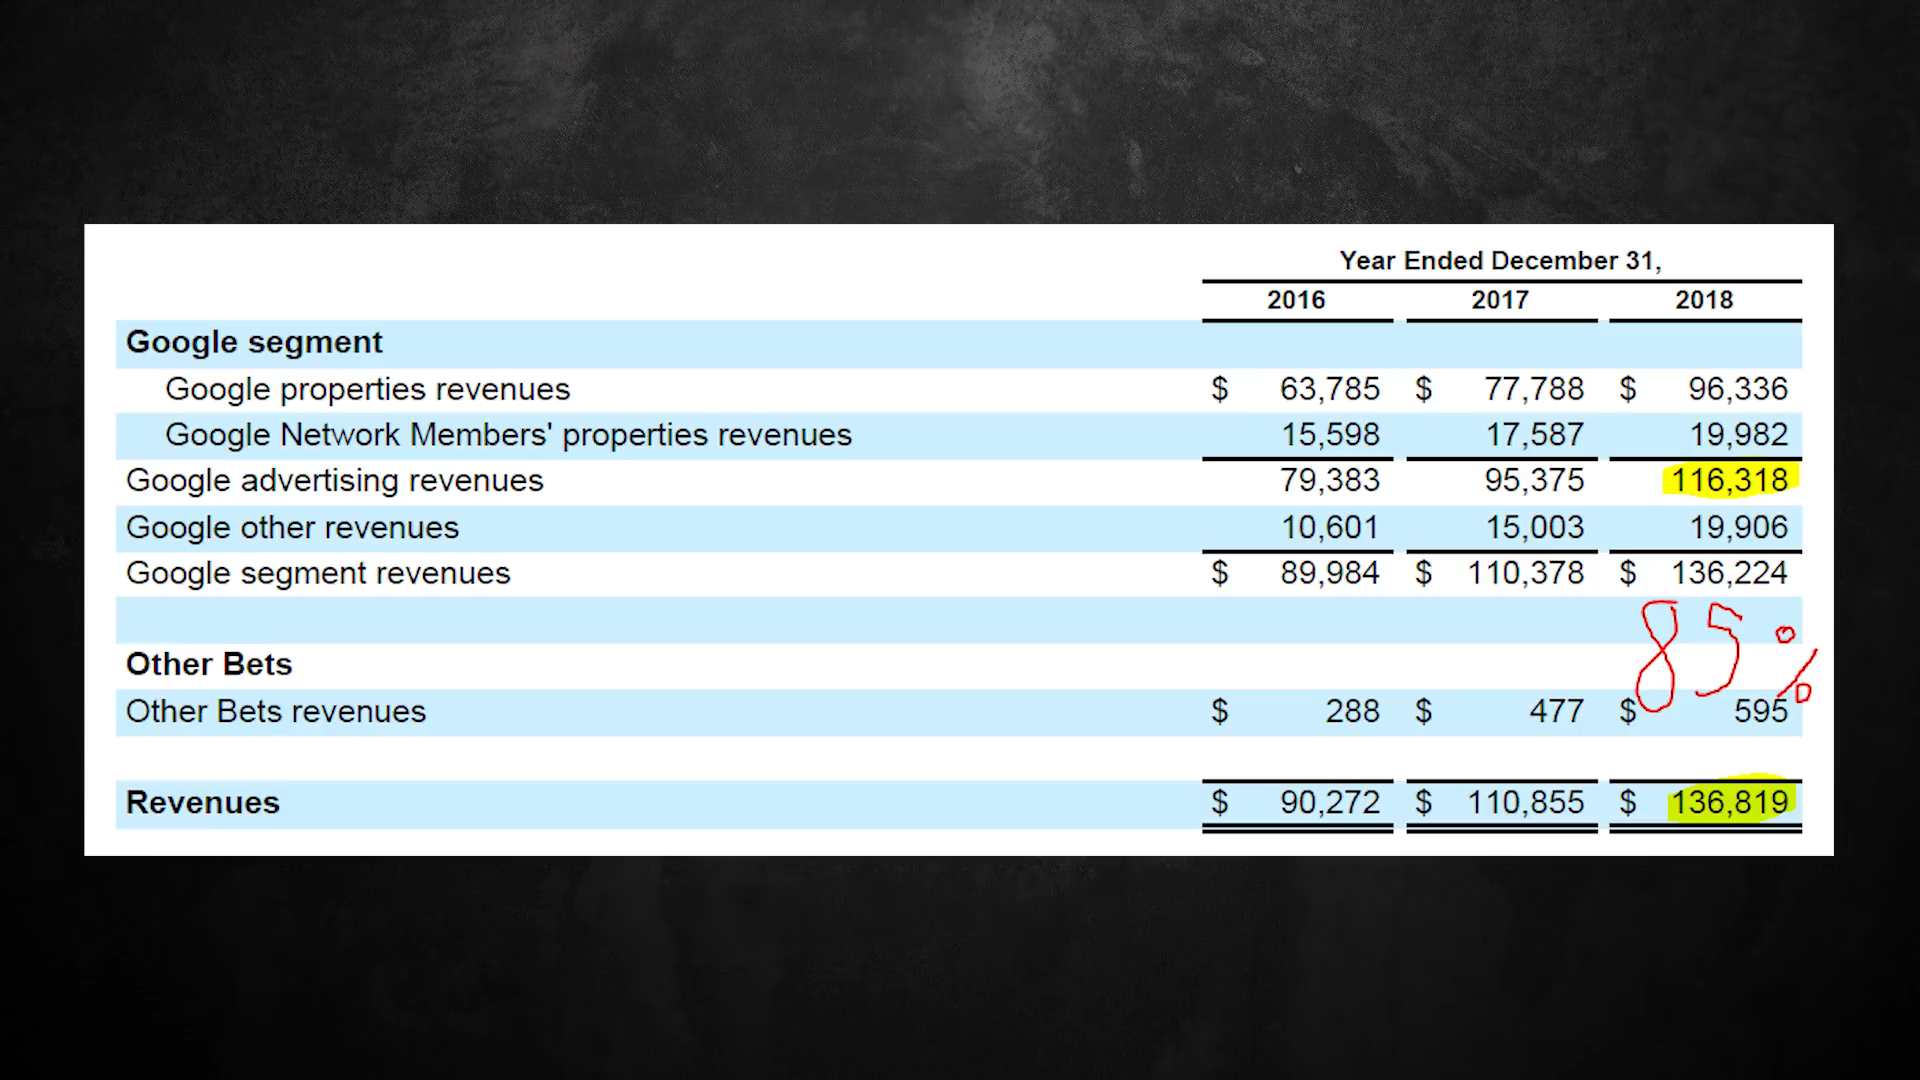 Year Ended December 31,
2016 2017 2018
Google segment
Google properties revenues $ 63,785 $ 77,788 $ 96,336
Google Network Members' properties revenues 15,598 17,587 19,982
Google advertising revenues 79,383 95,375 116,318
Google other revenues 10,601 15,003 19,906
Google segment revenues $ 89,984 $ 110,378 $ 136,224
85%
Other Bets
Other Bets revenues $ 288 $ 477 $ 595
Revenues $ 90,272 $ 110,855 $ 136,819